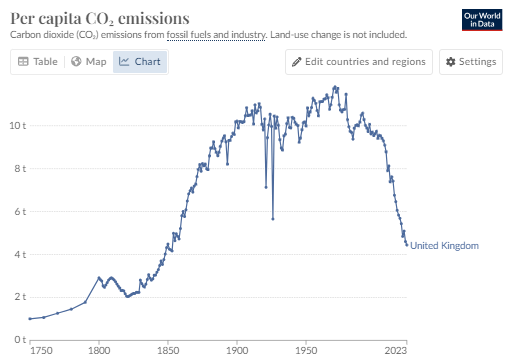 Per capita CO₂ emissions
Our World
in Data
Carbon dioxide (CO₂) emissions from fossil fuels and industry. Land-use change is not included.
Table
Map
Chart
Edit countries and regions
Settings
10 t
8 t
6 t
4 t
2 t
0 t
United Kingdom
1750
1800
1850
1900
1950
2023